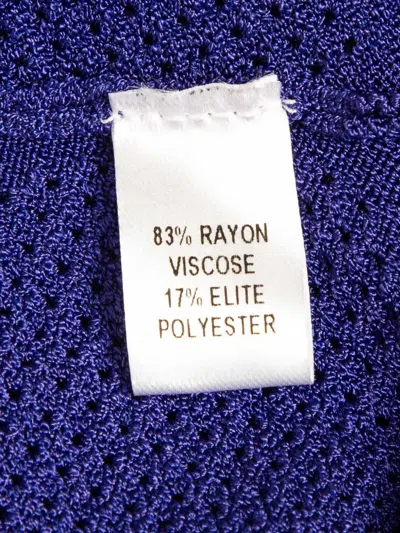 83% RAYON
VISCOSE
17% ELITE
POLYESTER